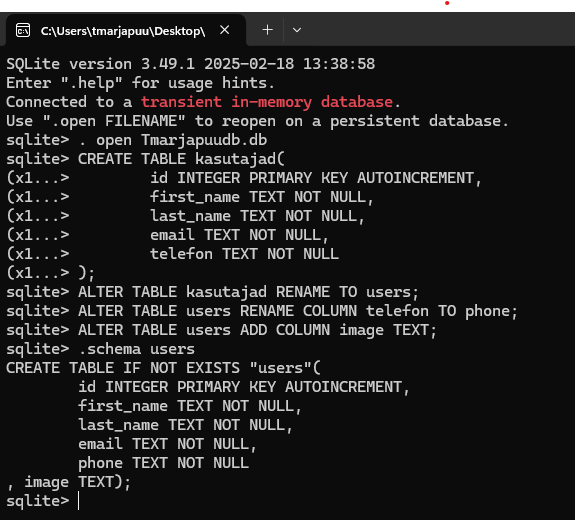 C:\Users\tmarjapuu\Desktop\
SQLite version 3.49.1 2025-02-18 13:38:58
Enter ".help" for usage hints.
Connected to a transient in-memory database.
Use ".open FILENAME" to reopen on a persistent database.
sqlite> . open Tmarjapuudb.db
sqlite> CREATE TABLE kasutajad(
(x1...>         id INTEGER PRIMARY KEY AUTOINCREMENT,
(x1...>         first_name TEXT NOT NULL,
(x1...>         last_name TEXT NOT NULL,
(x1...>         email TEXT NOT NULL,
(x1...>         telefon TEXT NOT NULL
(x1...> );
sqlite> ALTER TABLE kasutajad RENAME TO users;
sqlite> ALTER TABLE users RENAME COLUMN telefon TO phone;
sqlite> ALTER TABLE users ADD COLUMN image TEXT;
sqlite> .schema users
CREATE TABLE IF NOT EXISTS "users"(
        id INTEGER PRIMARY KEY AUTOINCREMENT,
        first_name TEXT NOT NULL,
        last_name TEXT NOT NULL,
        email TEXT NOT NULL,
        phone TEXT NOT NULL
, image TEXT);
sqlite>